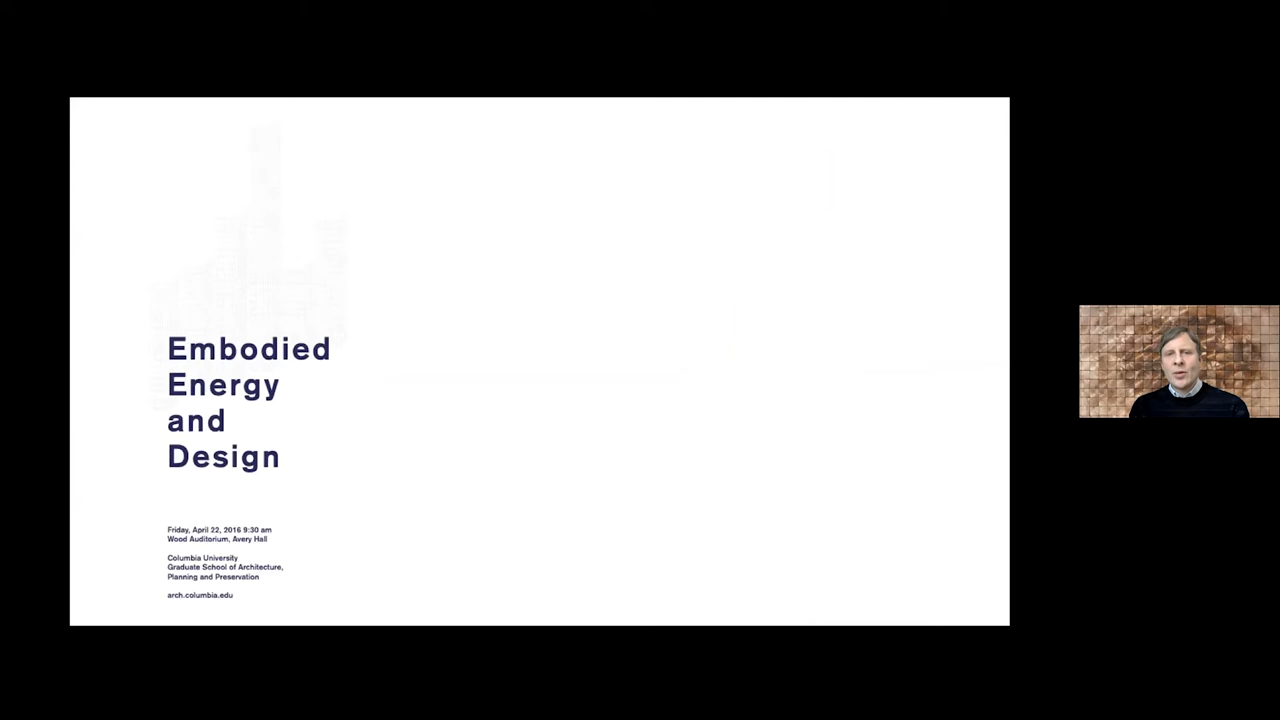 Embodied
Energy
and
Design
Friday, April 22, 2016 9:30 am
Wood Auditorium, Avery Hall
Columbia University
Graduate School of Architecture,
Planning and Preservation
arch.columbia.edu